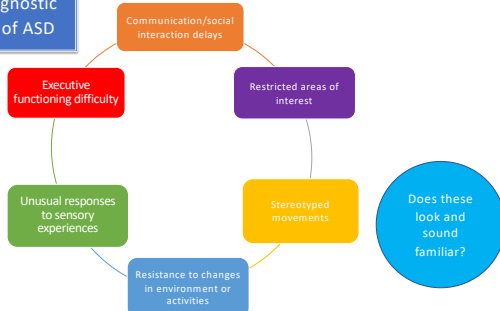 gnostic
of ASD
Communication/social
interaction delays
Executive
functioning difficulty
Restricted areas of
interest
Unusual responses
to sensory
experiences
Stereotyped
movements
Does these
look and
sound
familiar?
Resistance to changes
in environment or
activities